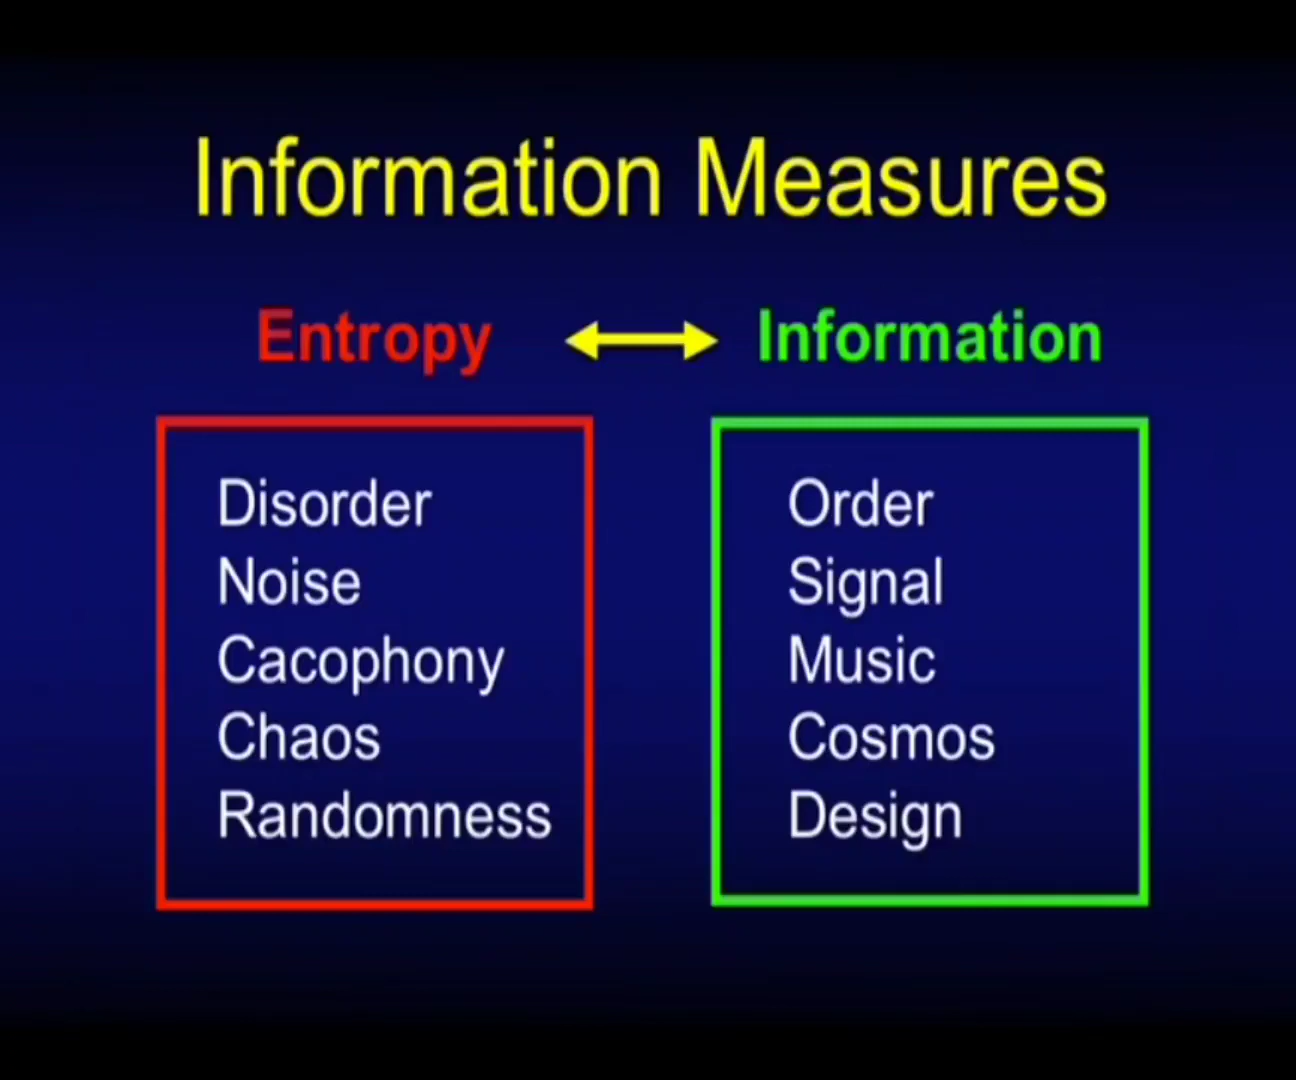 Information Measures
Entropy
Information
Disorder
Noise
Cacophony
Chaos
Randomness
Order
Signal
Music
Cosmos
Design